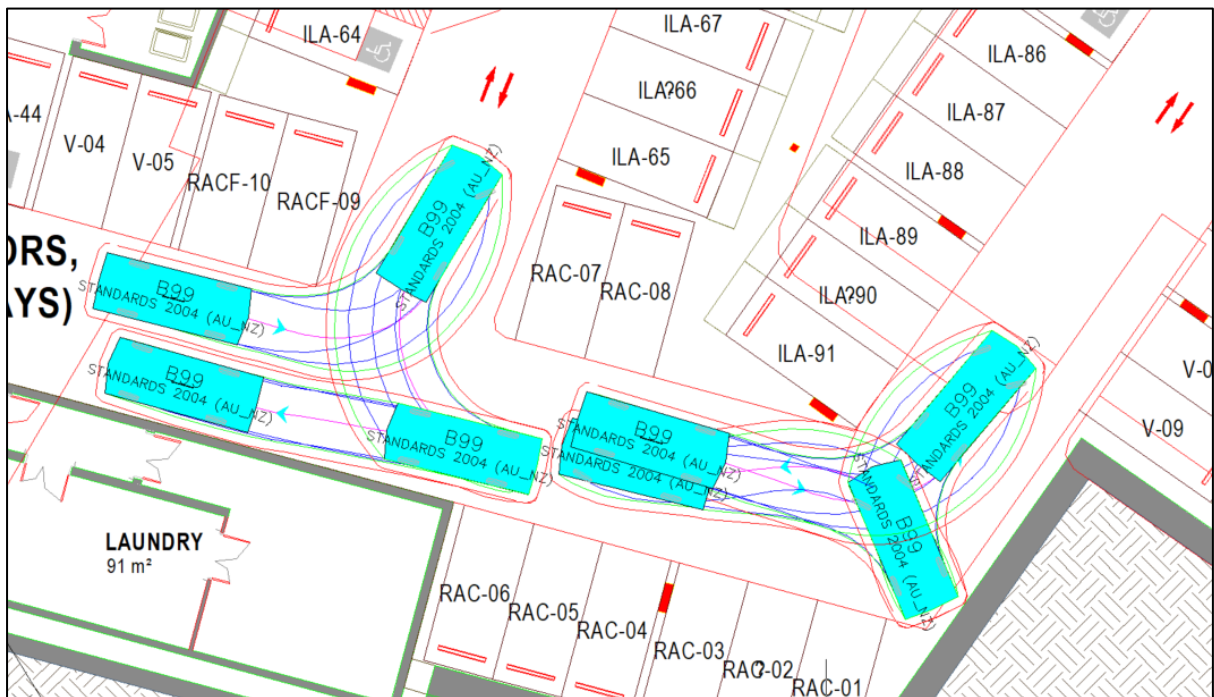 ILA-64
ILA-67
ILA-86
A-44
V-04
V-05
RACF-10
RACF-09
ILA?66
ILA-65
ILA-87
ILA-88
ILA-89
ILA?90
ILA-91
RAC-07
RAC-08
V-0
V-09
ORS,
AYS)
B99
STANDARDS 2004 (AU_NZ)
B99
STANDARDS 2004 (AU_NZ)
B99
STANDARDS 2004 (AU_NZ)
B99
STANDARDS 2004 (AU_NZ)
B99
STANDARDS 2004 (AU_NZ)
STANDARDS 2004 (AU_NZ)
B99
STANDARDS 2004 (AU_NZ)
B99
STANDARDS 2004 (AU_NZ)
LAUNDRY
91 m²
RAC-06
RAC-05
RAC-04
RAC-03
RAC?-02
RAC-01